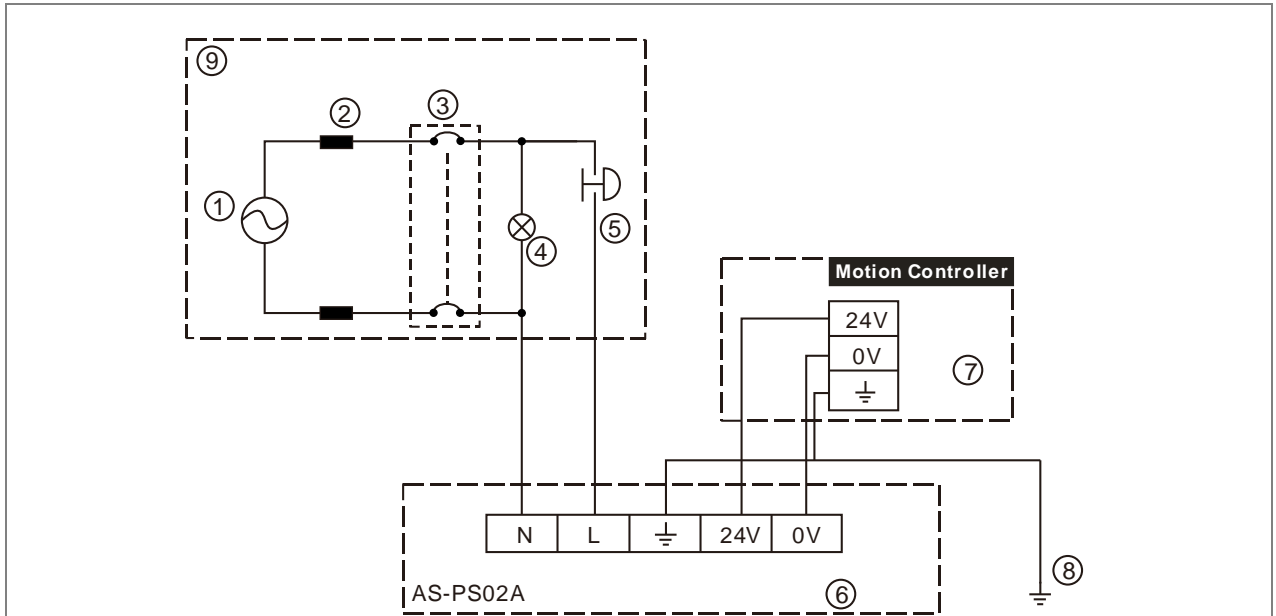 ⑨
②
③
①
④
⑤
Motion Controller
24V
0V
⑦
N L 24V 0V
AS-PS02A
⑥
⑧